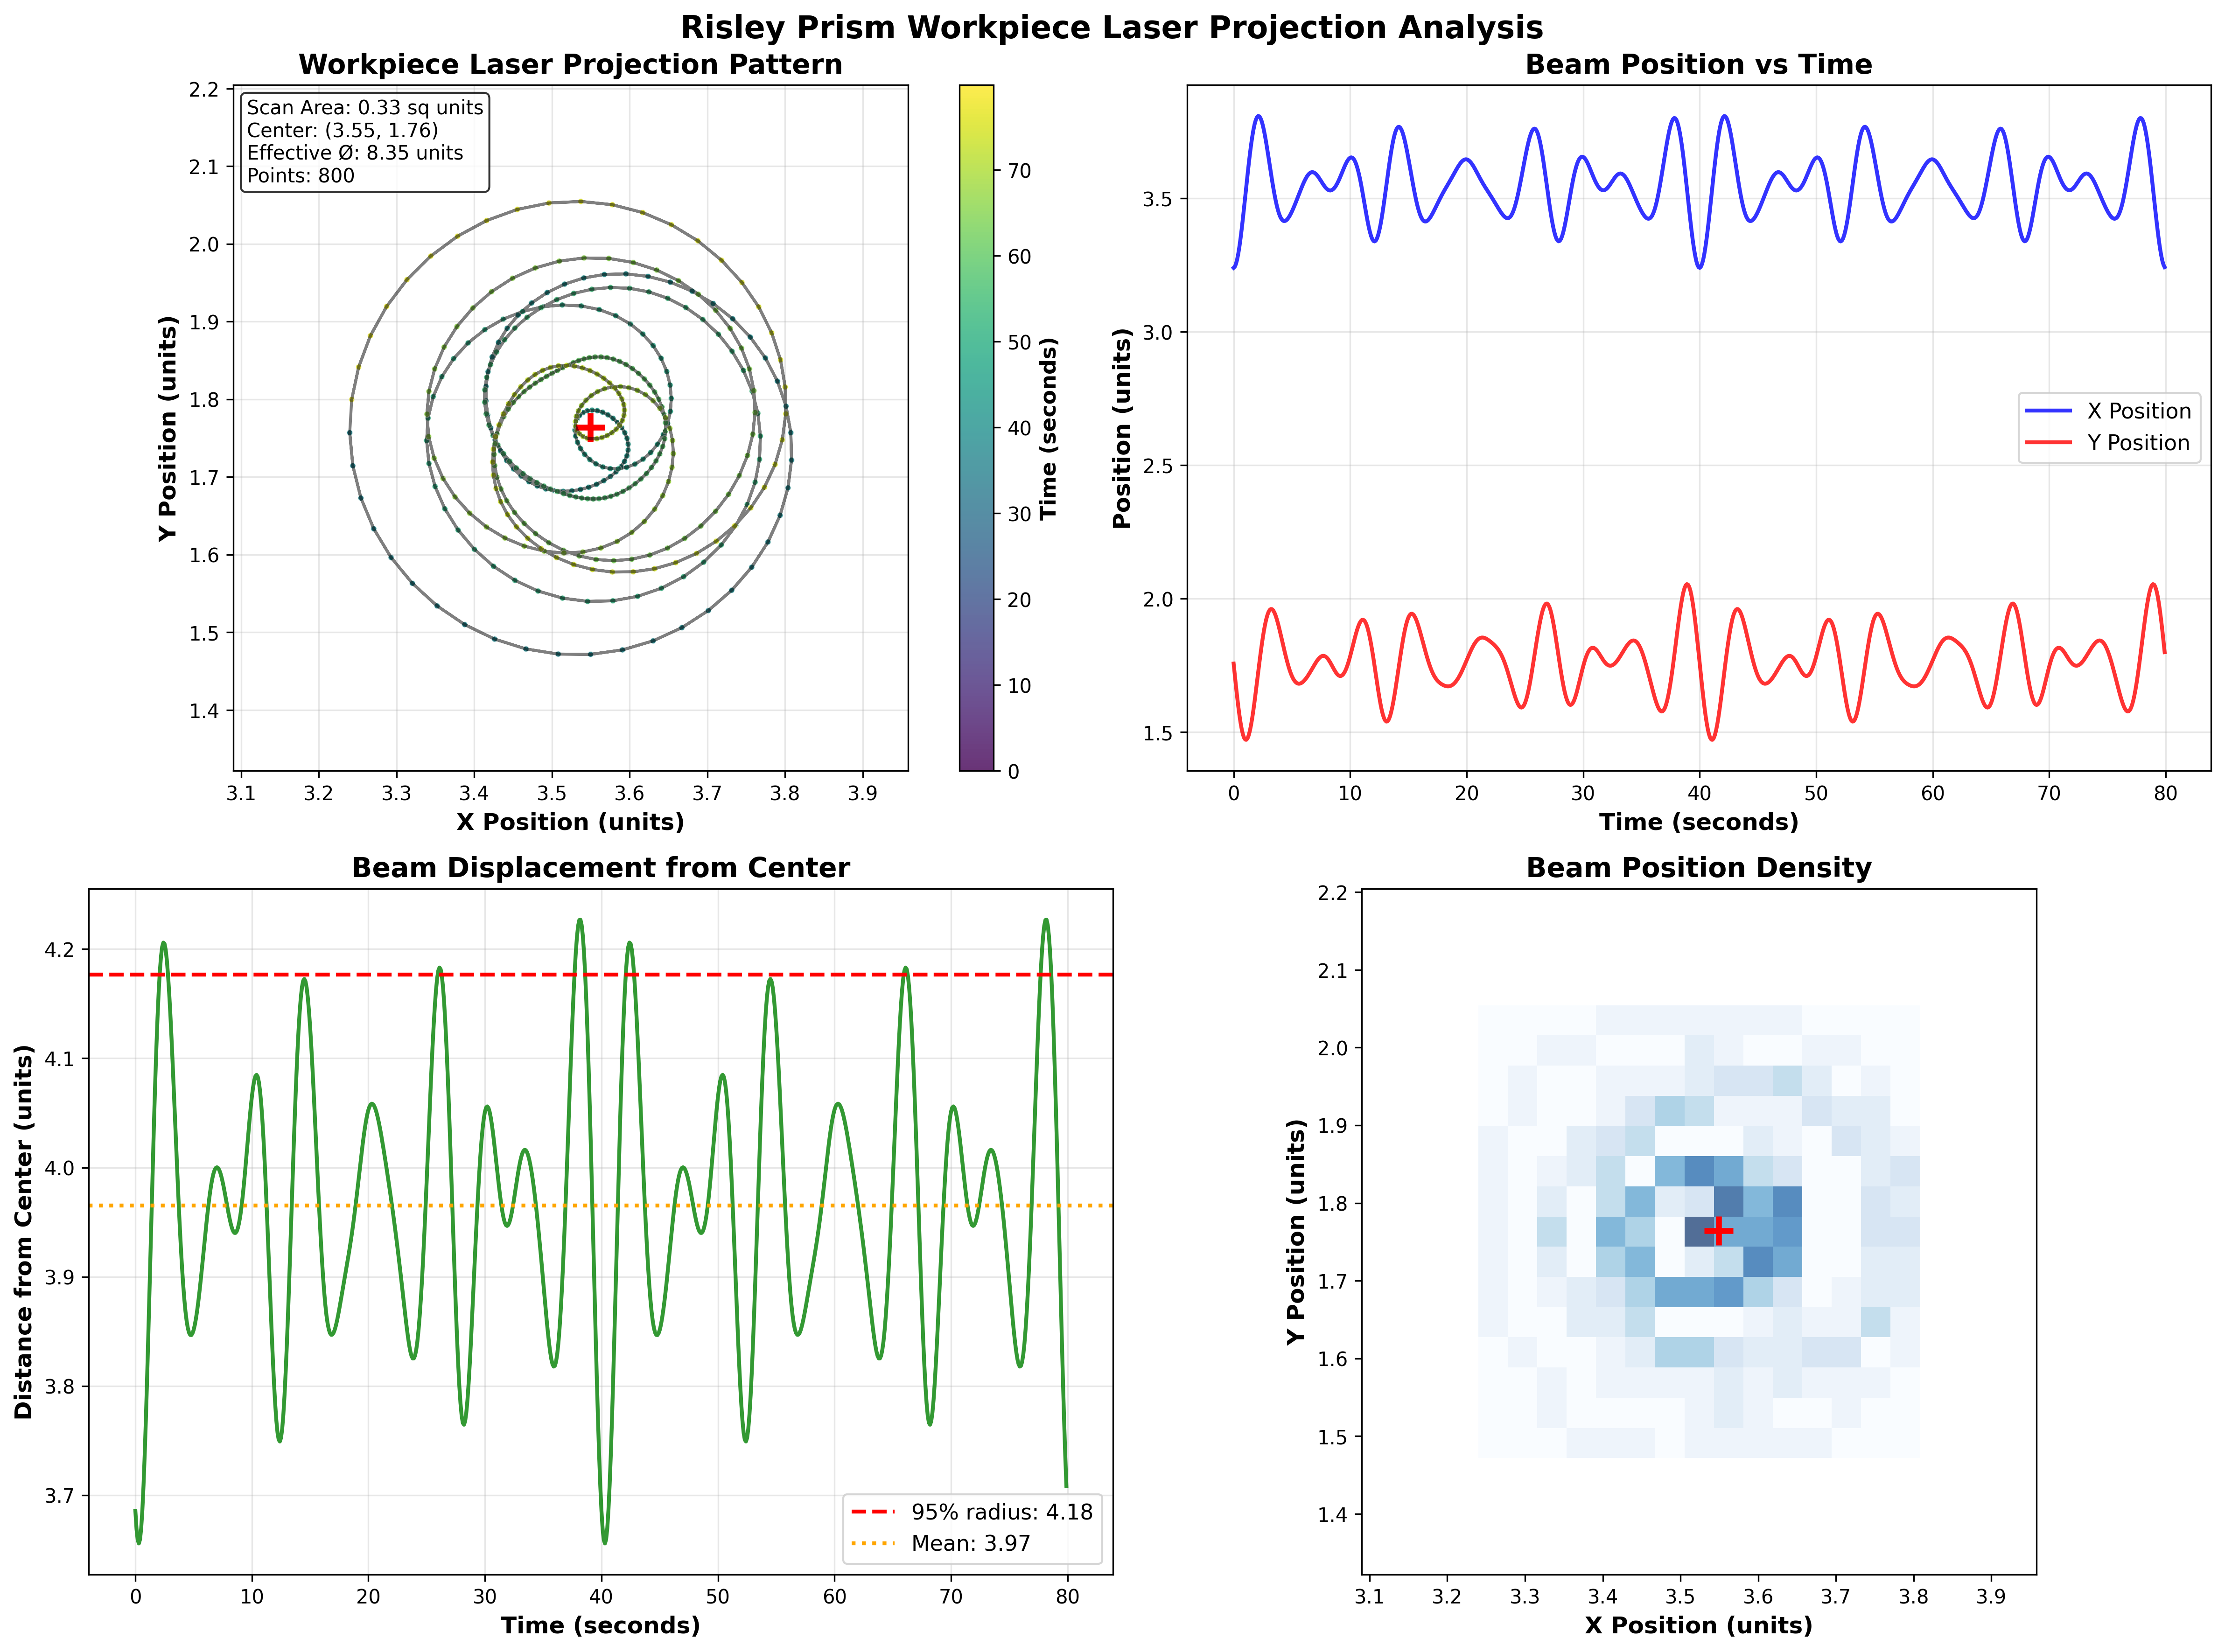 Risley Prism Workpiece Laser Projection Analysis
Workpiece Laser Projection Pattern
Scan Area: 0.33 sq units
Center: (3.55, 1.76)
Effective Ø: 8.35 units
Points: 800
2.2
2.1
2.0
1.9
1.8
1.7
1.6
1.5
1.4
Y Position (units)
3.1 3.2 3.3 3.4 3.5 3.6 3.7 3.8 3.9
X Position (units)
70
60
50
40
30
20
10
0
Time (seconds)
Beam Position vs Time
3.5
3.0
2.5
2.0
1.5
Position (units)
X Position
Y Position
0 10 20 30 40 50 60 70 80
Time (seconds)
Beam Displacement from Center
4.2
4.1
4.0
3.9
3.8
3.7
Distance from Center (units)
95% radius: 4.18
Mean: 3.97
0 10 20 30 40 50 60 70 80
Time (seconds)
Beam Position Density
2.2
2.1
2.0
1.9
1.8
1.7
1.6
1.5
1.4
Y Position (units)
3.1 3.2 3.3 3.4 3.5 3.6 3.7 3.8 3.9
X Position (units)